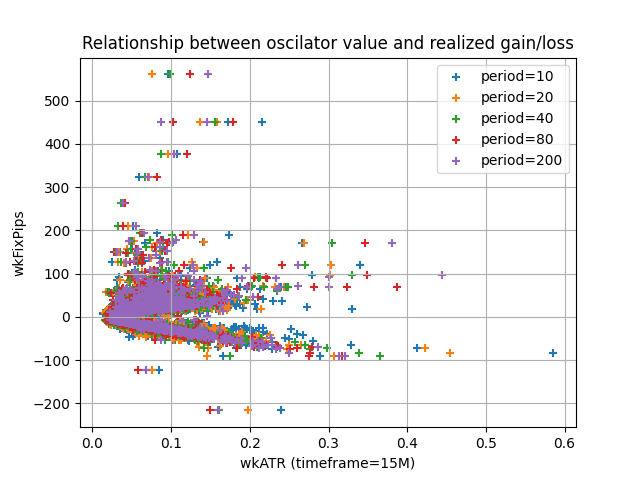 Relationship between oscilator value and realized gain/loss
period=10
period=20
period=40
period=80
period=200
500
400
300
200
100
0
−100
−200
wkFixPips
0.0 0.1 0.2 0.3 0.4 0.5 0.6
wkATR (timeframe=15M)